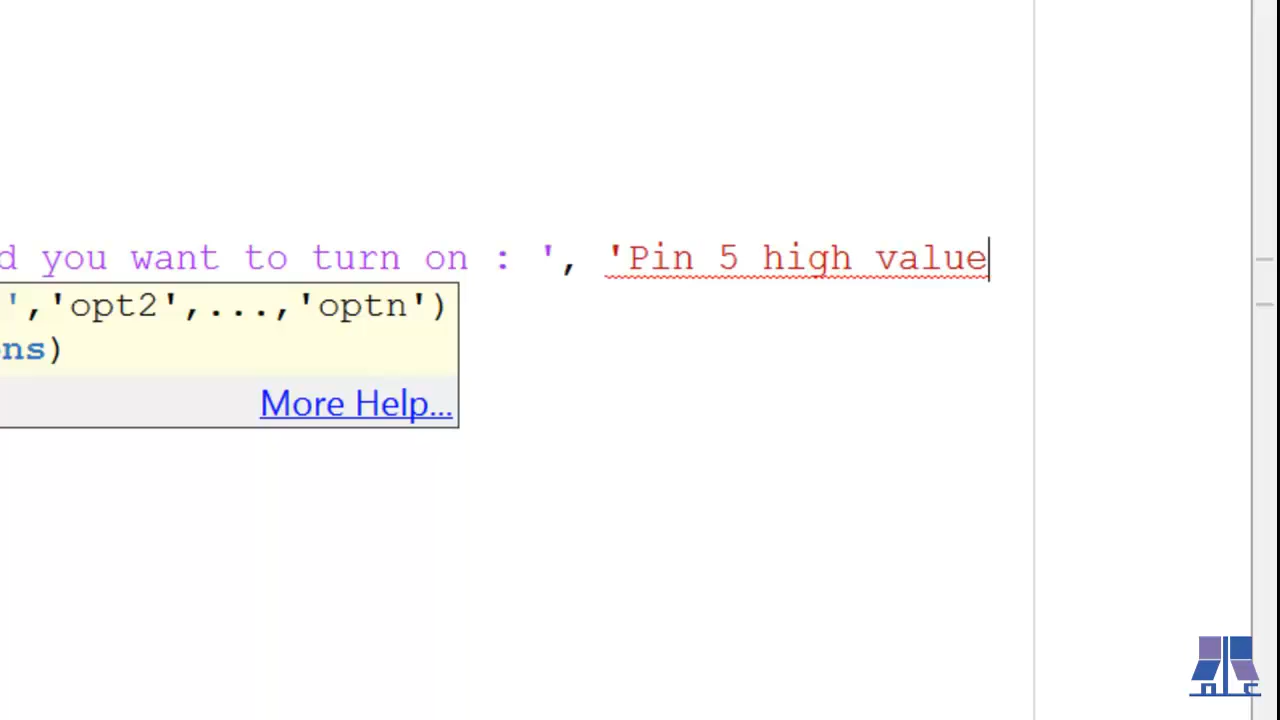 d you want to turn on : ', 'Pin 5 high value
','opt2',...,'optn')
ns)
More Help...